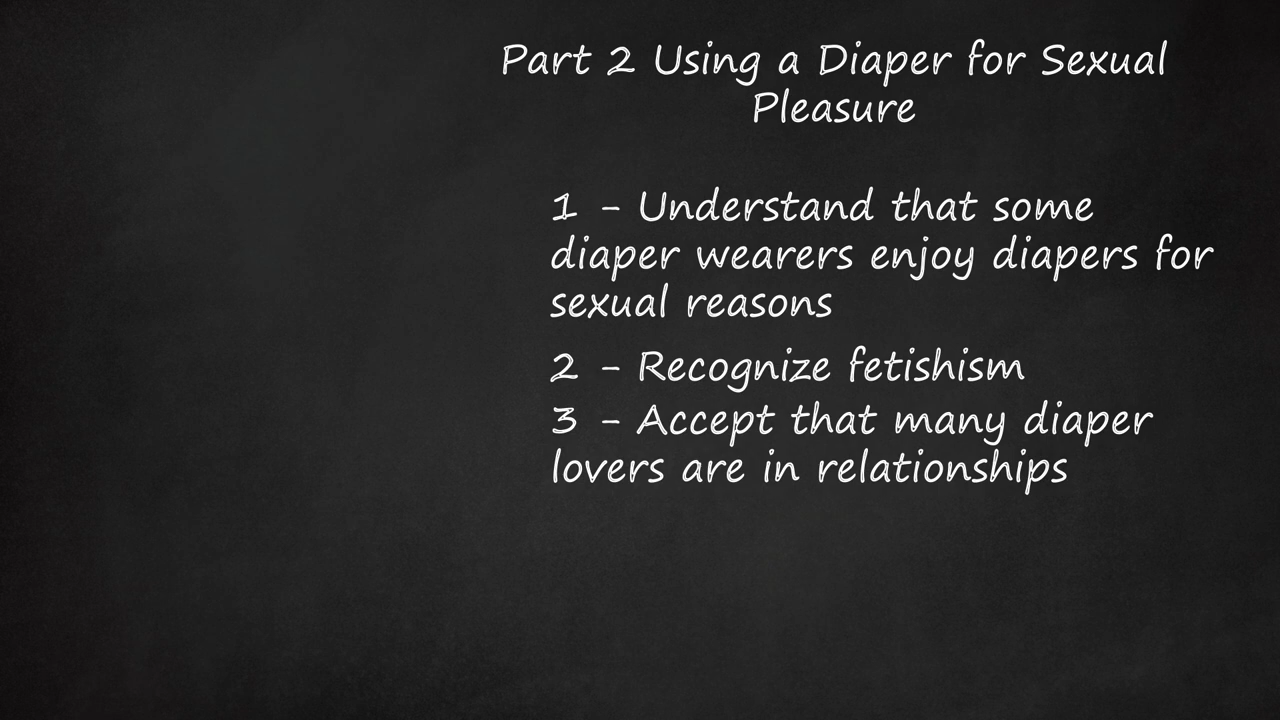 Part 2 Using a Diaper for Sexual
Pleasure
1 - Understand that some
diaper wearers enjoy diapers for
sexual reasons
2 - Recognize fetishism
3 - Accept that many diaper
lovers are in relationships